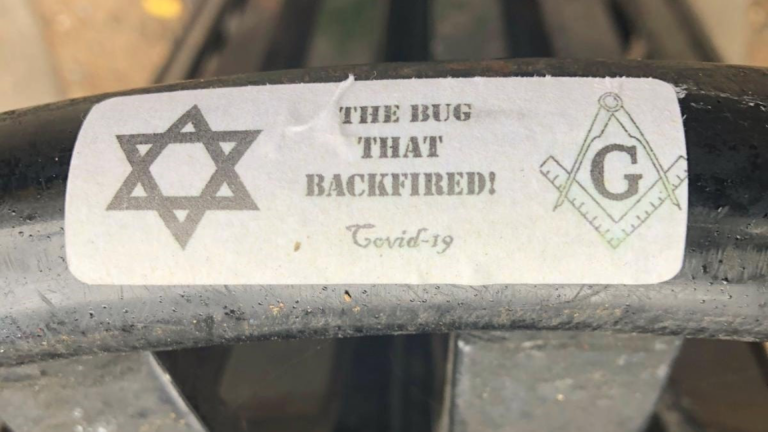 THE BUG
THAT
BACKFIRED!
Covid-19
G